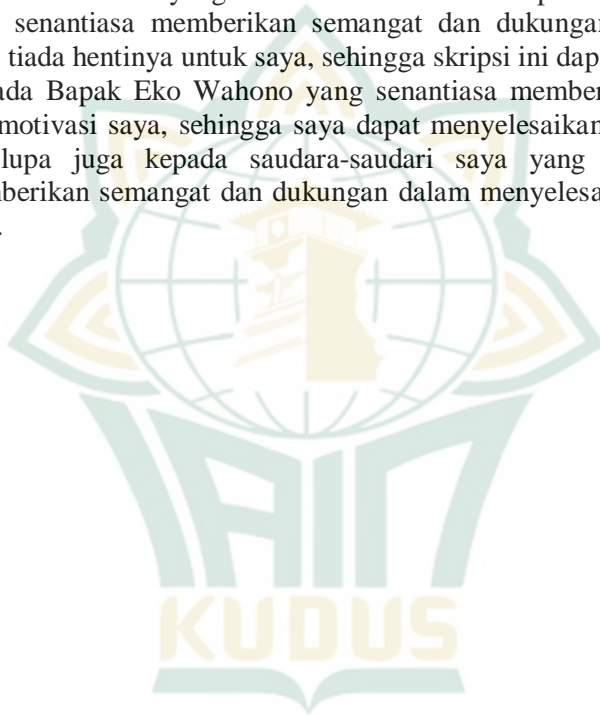 senantiasa memberikan semangat dan dukungan
tiada hentinya untuk saya, sehingga skripsi ini dap
ada Bapak Eko Wahono yang senantiasa member
motivasi saya, sehingga saya dapat menyelesaikan
lupa juga kepada saudara-saudari saya yang
nberikan semangat dan dukungan dalam menyelesa
.
IAIN
KUDUS